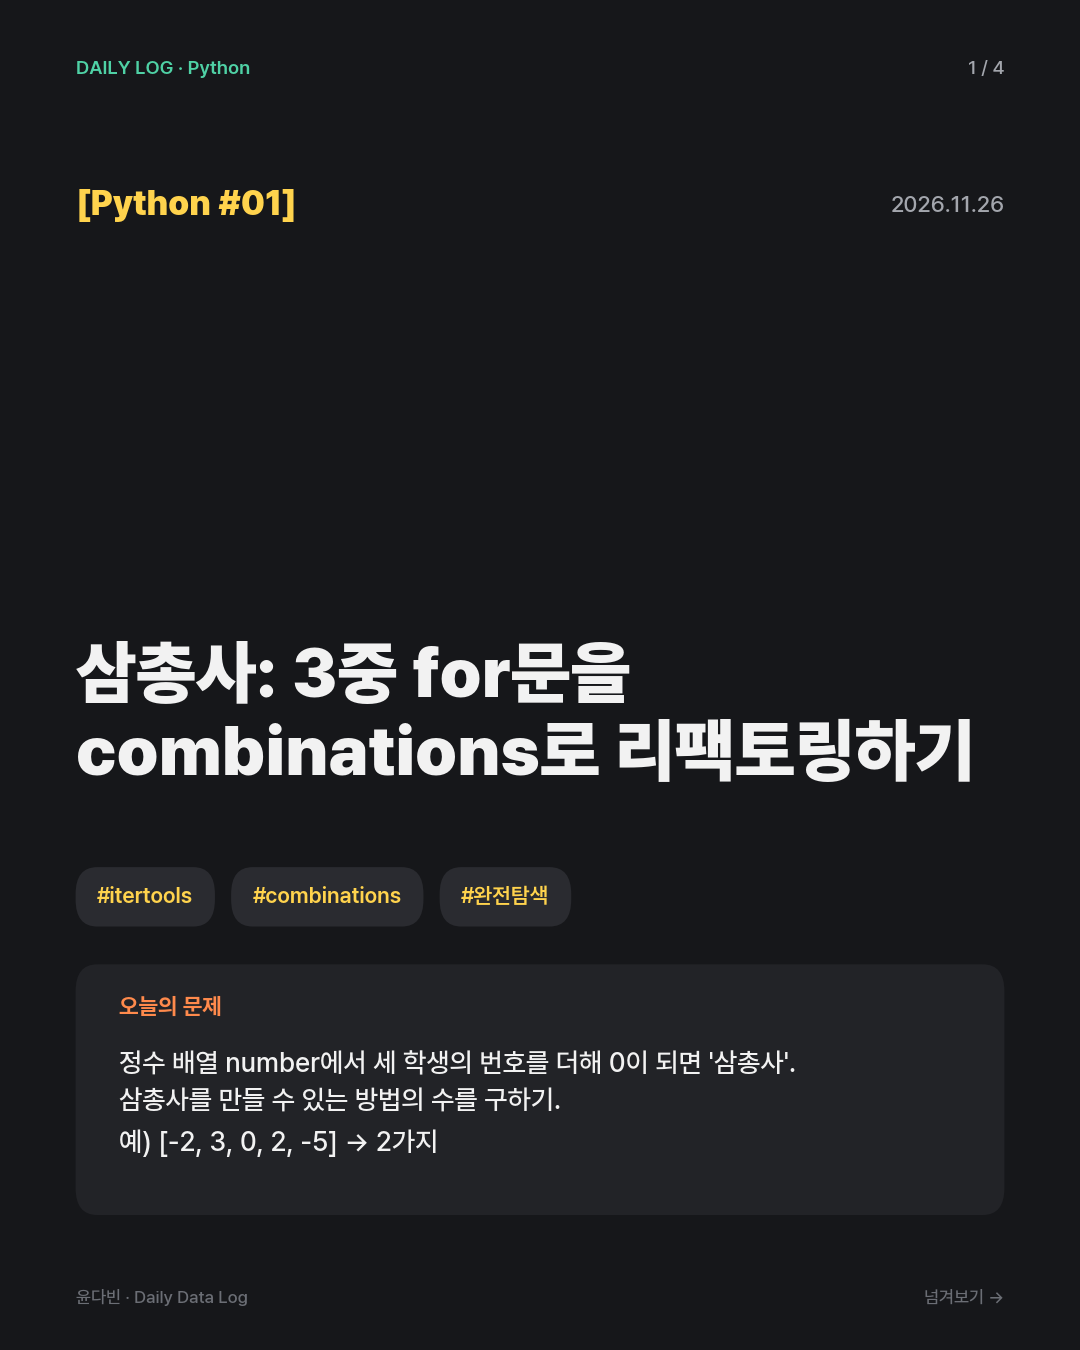 DAILY LOG · Python
1 / 4
[Python #01]
2026.11.26
삼총사: 3중 for문을
combinations로 리팩토링하기
#itertools
#combinations
#완전탐색
오늘의 문제
정수 배열 number에서 세 학생의 번호를 더해 0이 되면 '삼총사'.
삼총사를 만들 수 있는 방법의 수를 구하기.
예) [-2, 3, 0, 2, -5] → 2가지
윤다빈 · Daily Data Log
넘겨보기 →